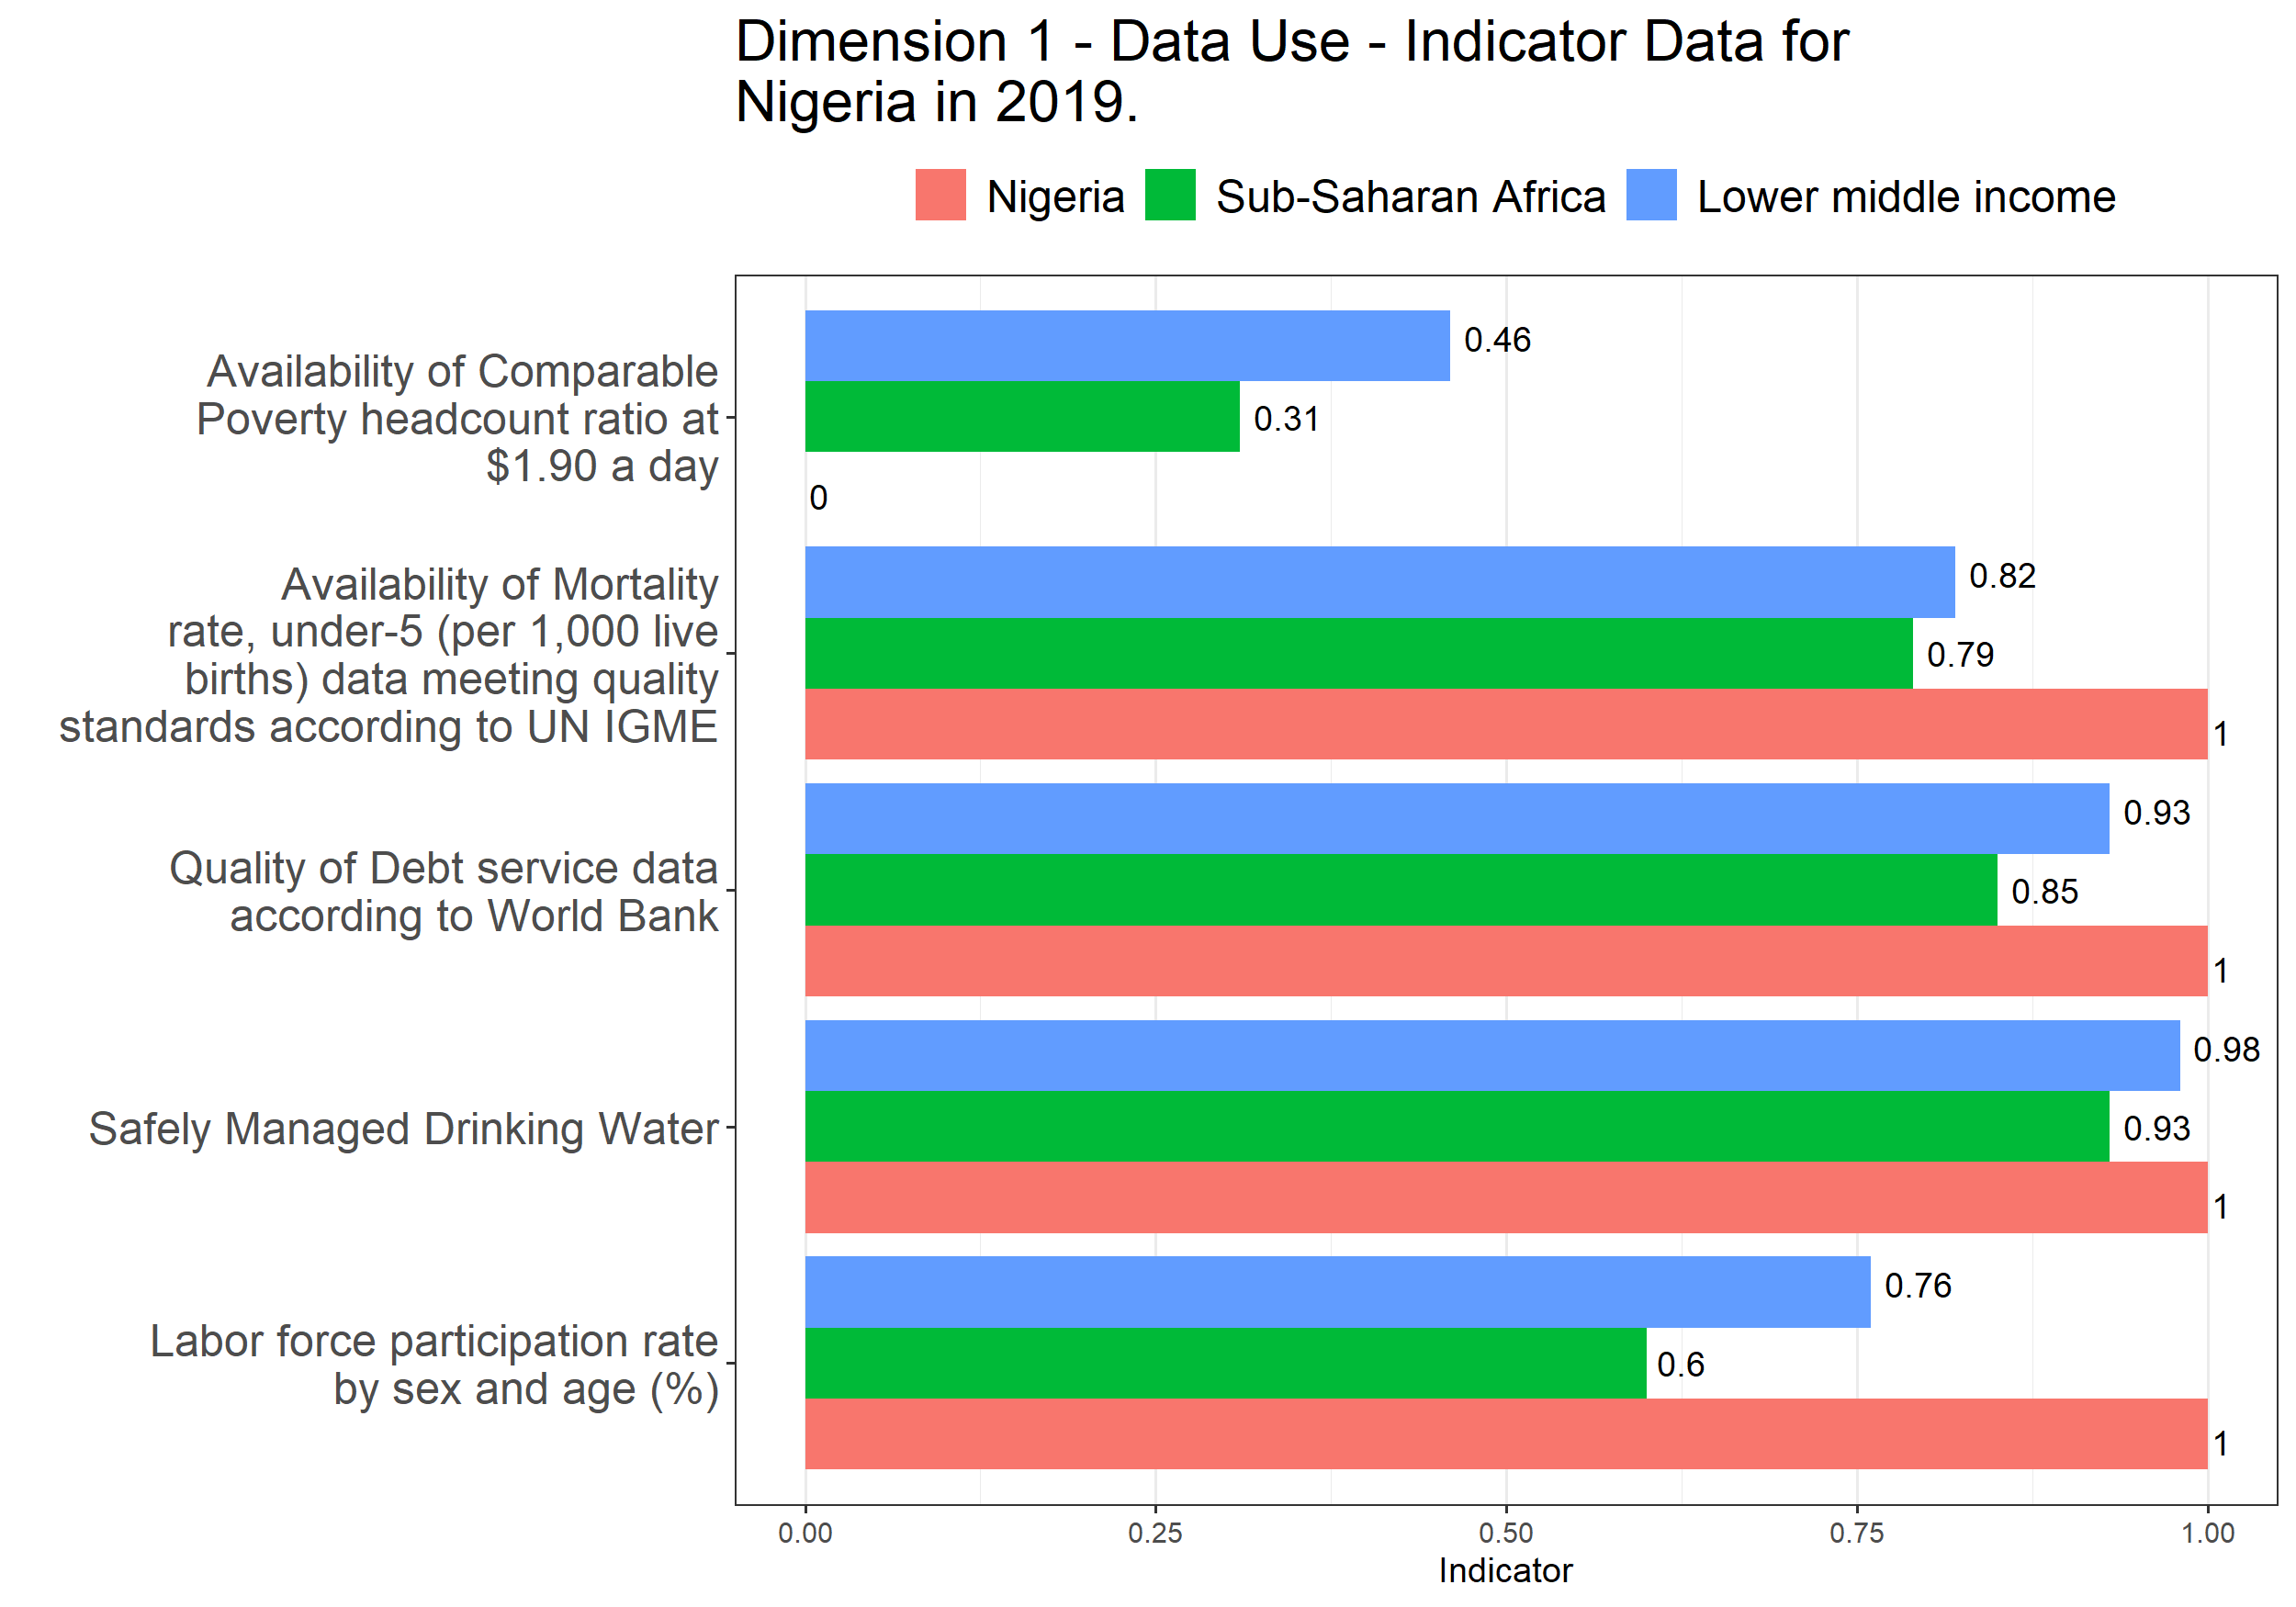 Dimension 1 - Data Use - Indicator Data for
Nigeria in 2019.
Nigeria
Sub-Saharan Africa
Lower middle income
Availability of Comparable
Poverty headcount ratio at
$1.90 a day
0.46
0.31
0
Availability of Mortality
rate, under-5 (per 1,000 live
births) data meeting quality
standards according to UN IGME
0.82
0.79
1
Quality of Debt service data
according to World Bank
0.93
0.85
1
Safely Managed Drinking Water
0.98
0.93
1
Labor force participation rate
by sex and age (%)
0.76
0.6
1
0.00
0.25
0.50
0.75
1.00
Indicator